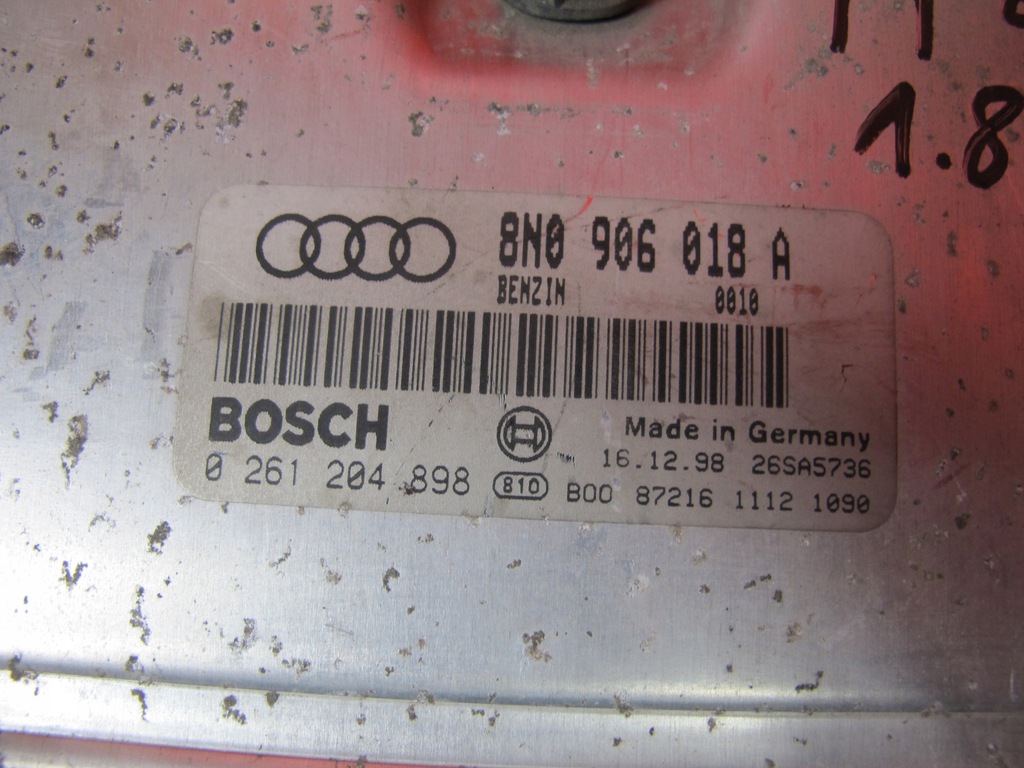 1.8
8N0 906 018 A
BENZIN 0010
BOSCH
Made in Germany
0 261 204 898
16.12.98 26SA5736
810 B00 87216 1112 1090